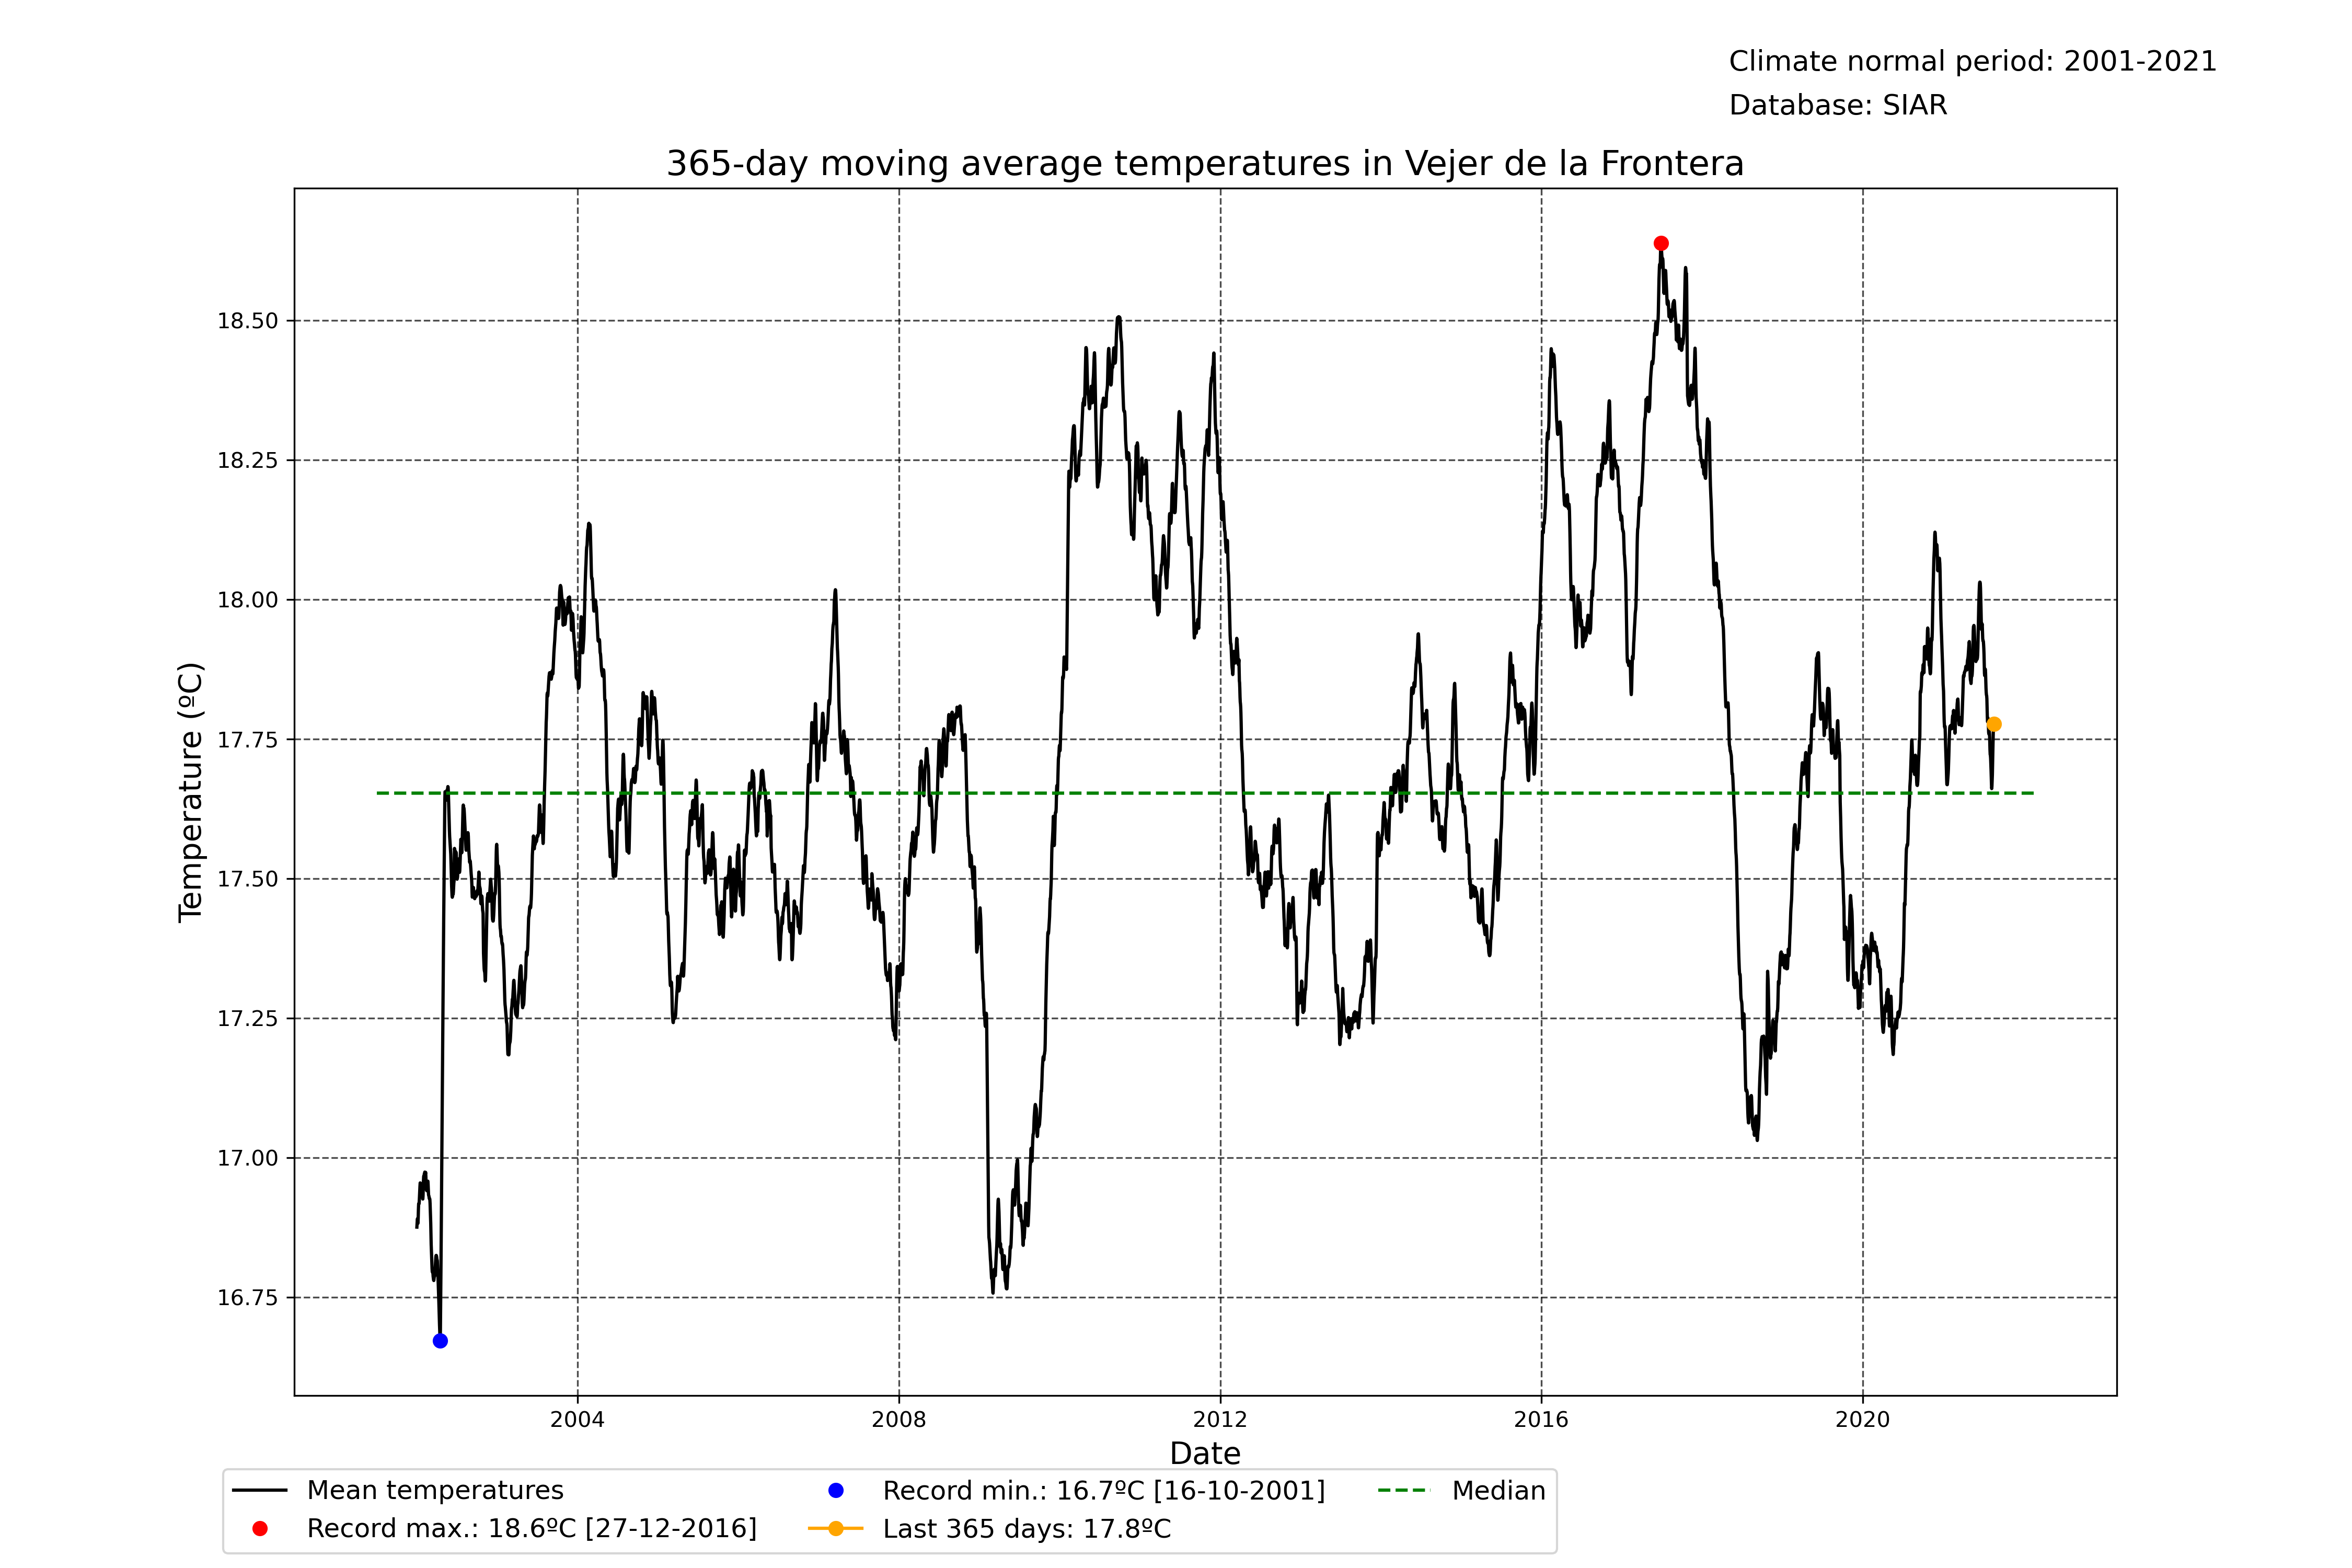 Climate normal period: 2001-2021
Database: SIAR
365-day moving average temperatures in Vejer de la Frontera
Temperature (ºC)
18.50
18.25
18.00
17.75
17.50
17.25
17.00
16.75
2004 2008 2012 2016 2020
Date
Mean temperatures
Record max.: 18.6ºC [27-12-2016]
Record min.: 16.7ºC [16-10-2001]
Last 365 days: 17.8ºC
Median